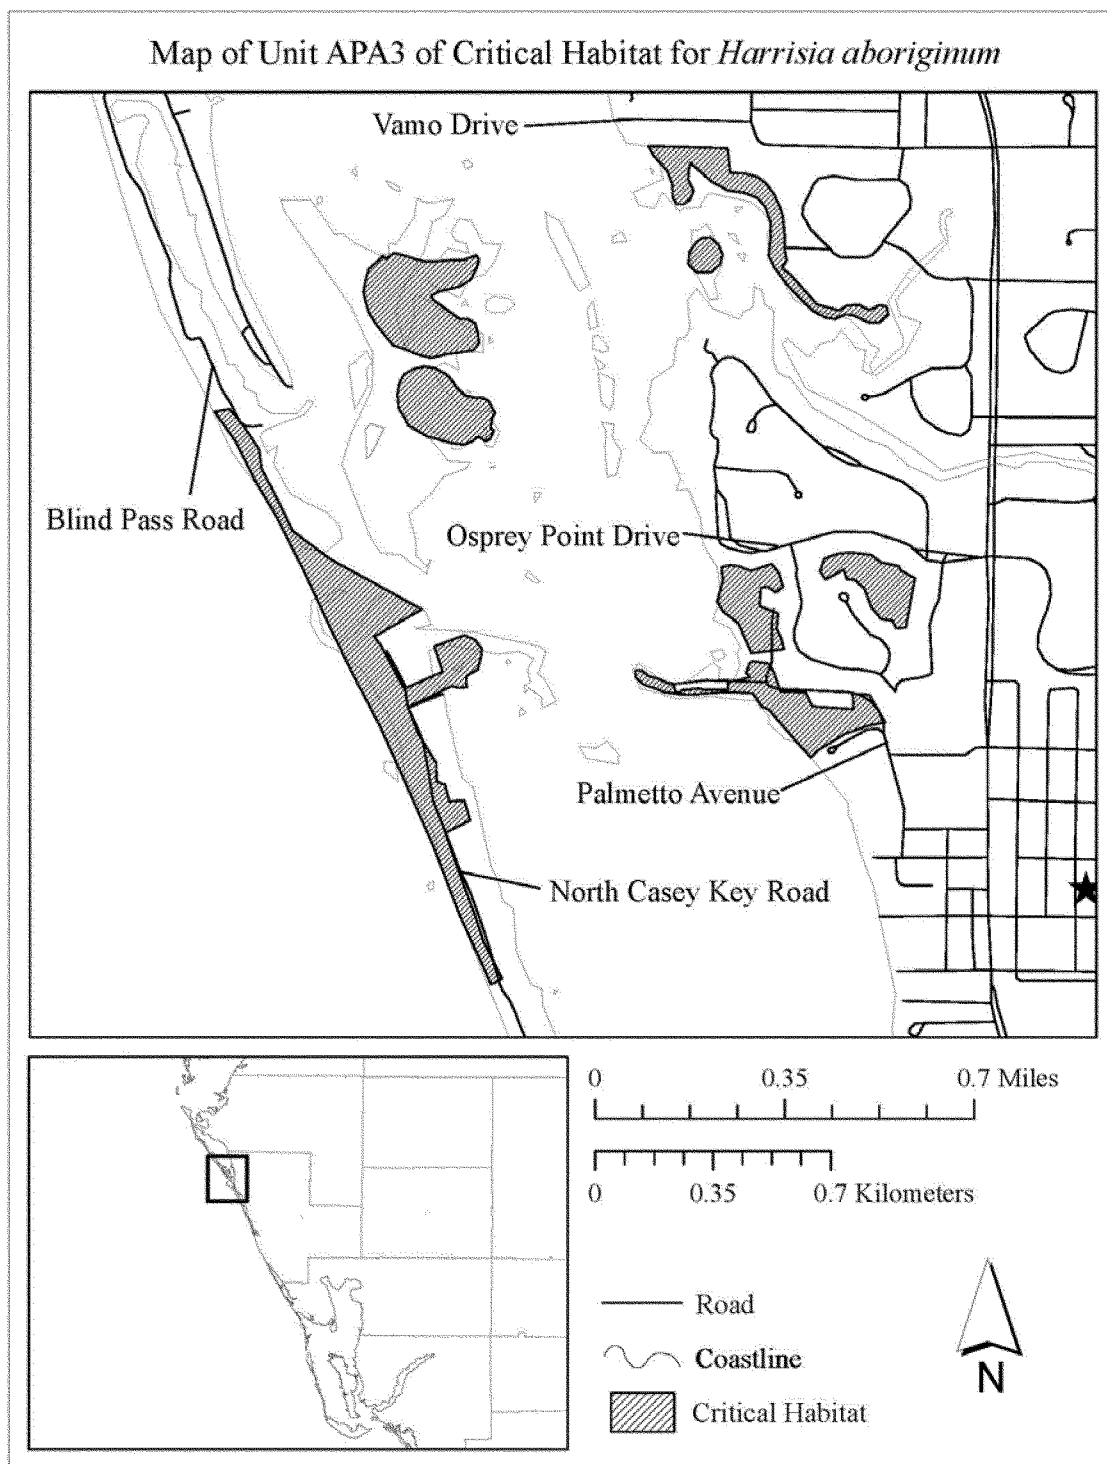 Map of Unit APA3 of Critical Habitat for Harrisia aboriginum
Vamo Drive
Blind Pass Road
Osprey Point Drive
Palmetto Avenue
North Casey Key Road
0 0.35 0.7 Miles
0 0.35 0.7 Kilometers
Road
Coastline
Critical Habitat
N